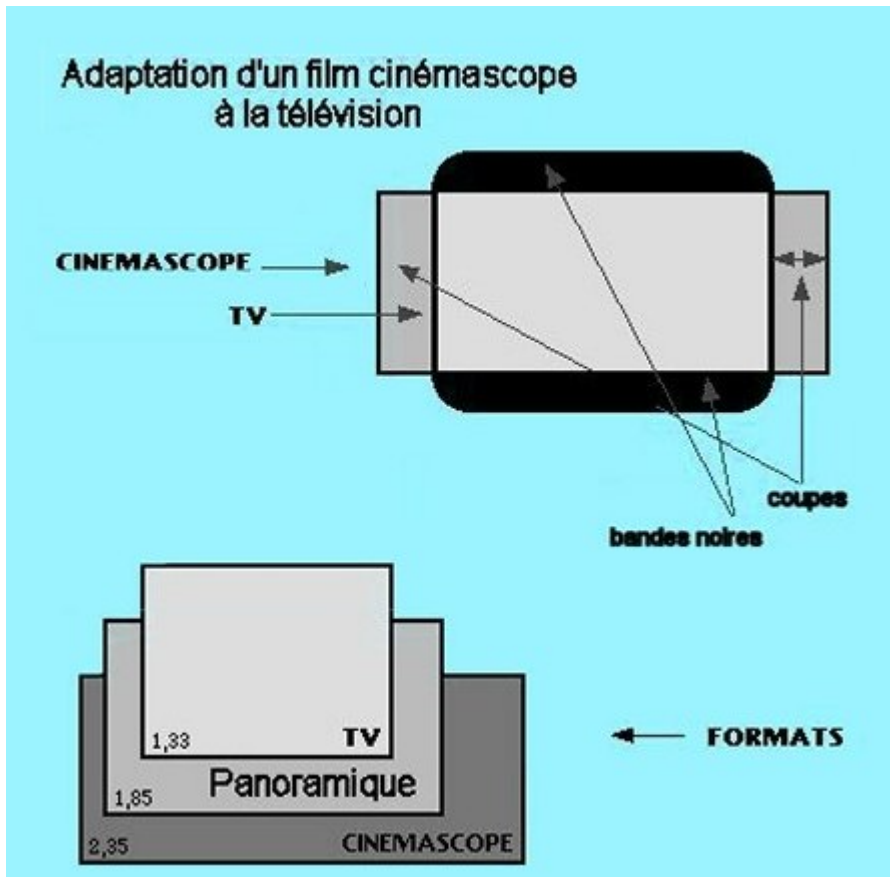 Adaptation d'un film cinémascope
à la télévision
CINEMASCOPE
TV
coupes
bandes noires
1,33 TV
FORMATS
Panoramique
1,85
2,35 CINEMASCOPE